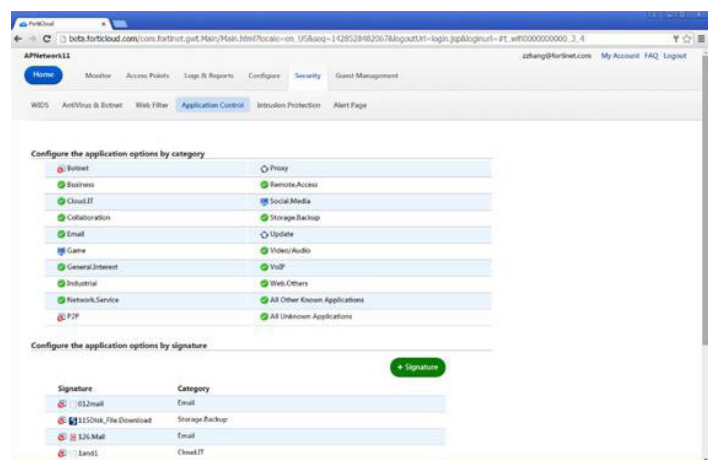 FortiCloud
beta.forticloud.com/com.fortinet.gwt.Main/Main.html?locale=en_US&seq=1428528482067&logoutUrl=login.jsp&loginurl=#t_wifi0000000000_3_4
APNetwork11 zzhang@fortinet.com My Account FAQ Logout
Home Monitor Access Points Logs & Reports Configure Security Guest Management
WIDS AntiVirus & Botnet Web Filter Application Control Intrusion Protection Alert Page
Configure the application options by category
Botnet Proxy
Business Remote.Access
Cloud.IT Social.Media
Collaboration Storage.Backup
Email Update
Game Video/Audio
General.Interest VoIP
Industrial Web.Others
Network.Service All Other Known Applications
P2P All Unknown Applications
Configure the application options by signature
+ Signature
Signature Category
012mail Email
115Disk_File.Download Storage.Backup
126.Mail Email
1and1 Cloud.IT